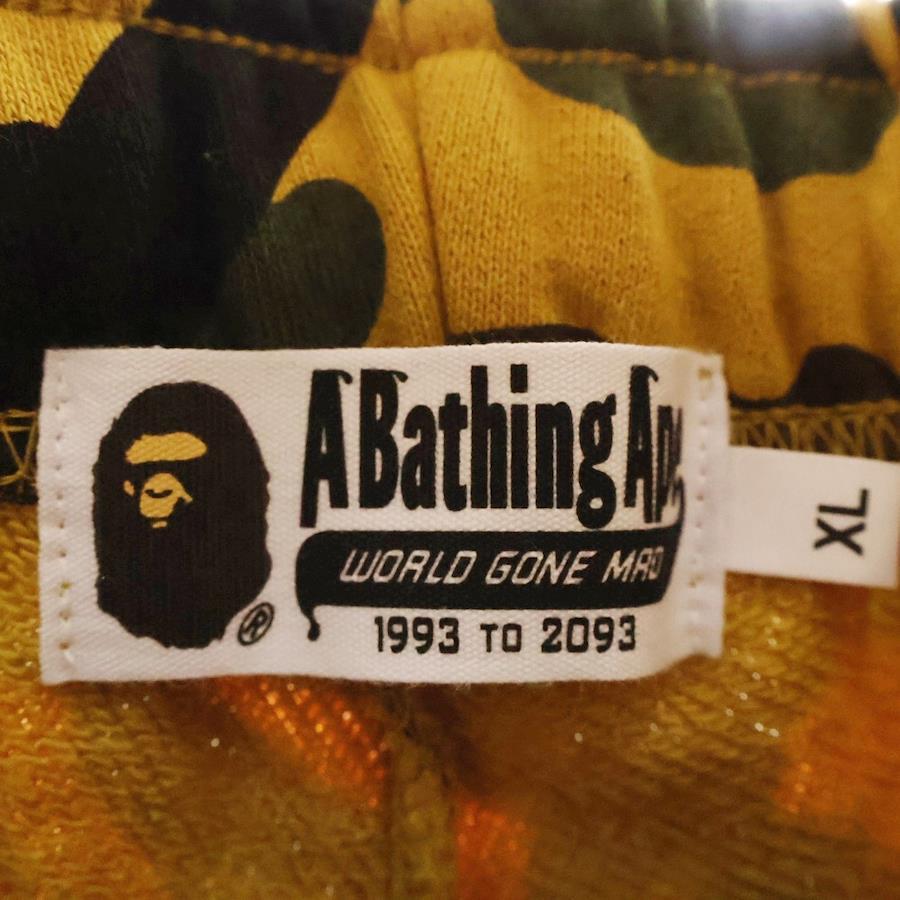 A Bathing Ape
WORLD GONE MAD
1993 TO 2093
®
XL